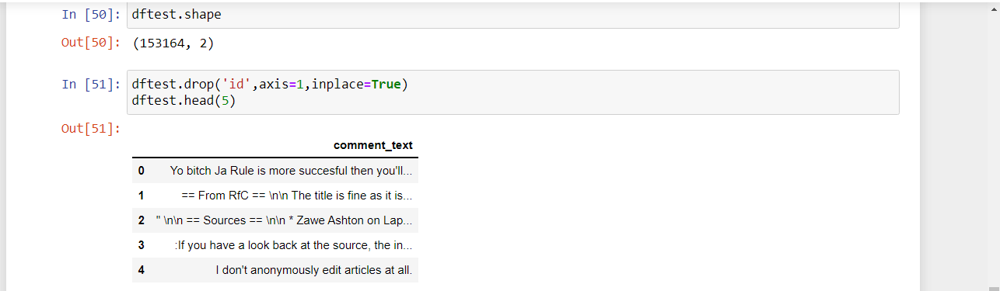 In [50]: dftest.shape
Out[50]: (153164, 2)
In [51]: dftest.drop('id',axis=1,inplace=True)
dftest.head(5)
Out[51]:
comment_text
0 Yo bitch Ja Rule is more succesful then you'll...
1 == From RfC == \n\n The title is fine as it is...
2 " \n\n == Sources == \n\n * Zawe Ashton on Lap...
3 :If you have a look back at the source, the in...
4 I don't anonymously edit articles at all.